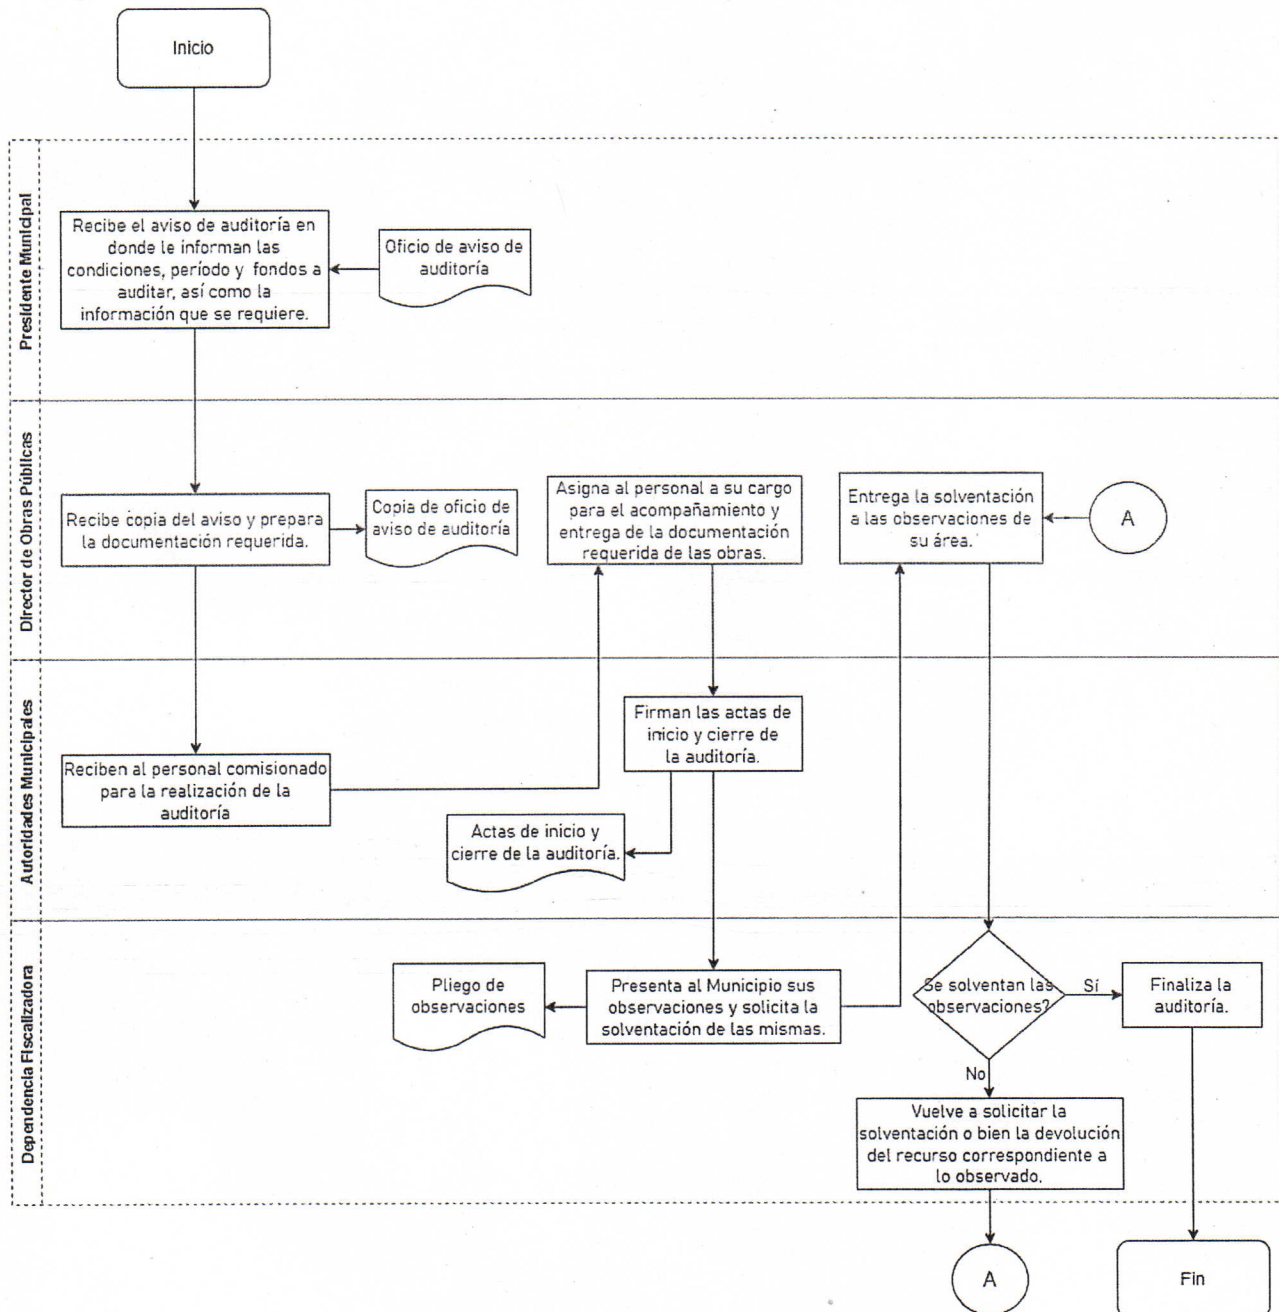 Inicio
Presidente Municipal
Recibe el aviso de auditoría en
donde le informan las
condiciones, período y fondos a
auditar, así como la
información que se requiere.
Oficio de aviso de
auditoría
Director de Obras Públicas
Recibe copia del aviso y prepara
la documentación requerida.
Copia de oficio de
aviso de auditoría
Asigna al personal a su cargo
para el acompañamiento y
entrega de la documentación
requerida de las obras.
Entrega la solventación
a las observaciones de
su área.
A
Autoridades Municipales
Reciben al personal comisionado
para la realización de la
auditoría
Firman las actas de
inicio y cierre de
la auditoría.
Actas de inicio y
cierre de la auditoría.
Dependencia Fiscalizadora
Pliego de
observaciones
Presenta al Municipio sus
observaciones y solicita la
solventación de las mismas.
Se solventan las
observaciones?
Sí
Finaliza la
auditoría.
No
Vuelve a solicitar la
solventación o bien la devolución
del recurso correspondiente a
lo observado.
A
Fin